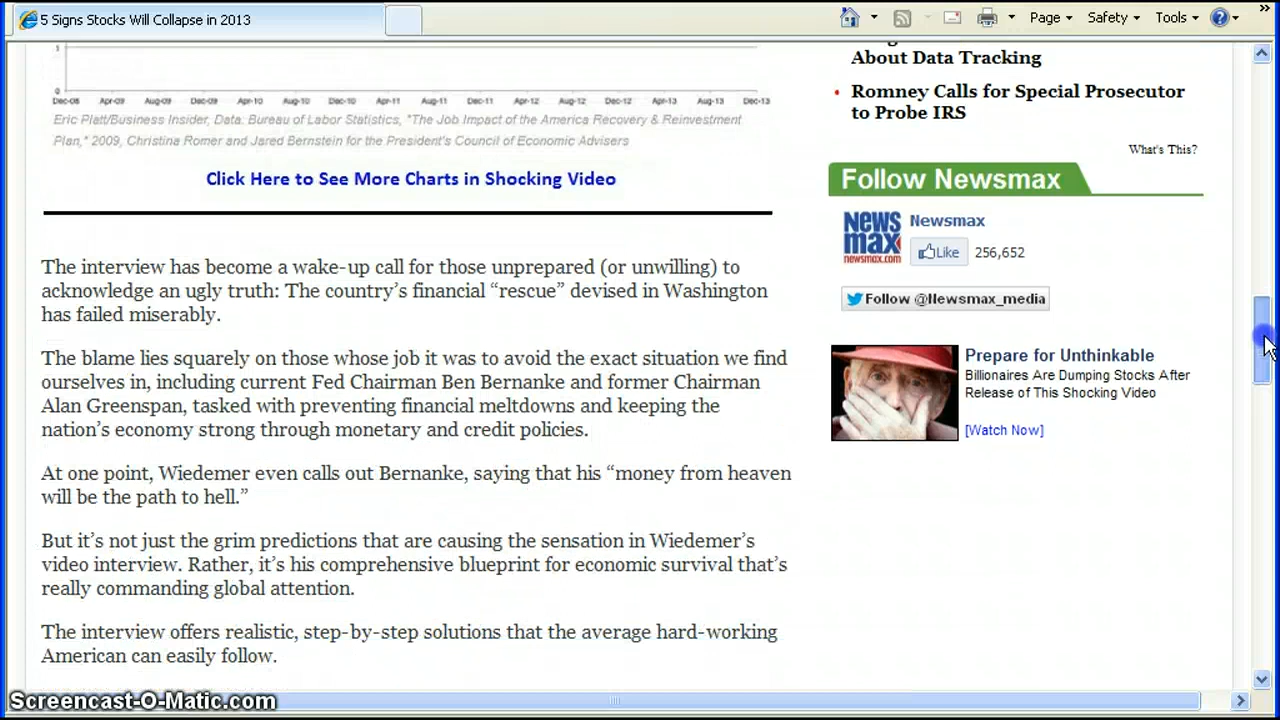 5 Signs Stocks Will Collapse in 2013
Page Safety Tools
»
5
0
Dec-08 Apr-09 Aug-09 Dec-09 Apr-10 Aug-10 Dec-10 Apr-11 Aug-11 Dec-11 Apr-12 Aug-12 Dec-12 Apr-13 Aug-13 Dec-13
Eric Platt/Business Insider, Data: Bureau of Labor Statistics, "The Job Impact of the America Recovery & Reinvestment
Plan," 2009, Christina Romer and Jared Bernstein for the President's Council of Economic Advisers
Click Here to See More Charts in Shocking Video
The interview has become a wake-up call for those unprepared (or unwilling) to
acknowledge an ugly truth: The country’s financial “rescue” devised in Washington
has failed miserably.
The blame lies squarely on those whose job it was to avoid the exact situation we find
ourselves in, including current Fed Chairman Ben Bernanke and former Chairman
Alan Greenspan, tasked with preventing financial meltdowns and keeping the
nation’s economy strong through monetary and credit policies.
At one point, Wiedemer even calls out Bernanke, saying that his “money from heaven
will be the path to hell.”
But it’s not just the grim predictions that are causing the sensation in Wiedemer’s
video interview. Rather, it’s his comprehensive blueprint for economic survival that’s
really commanding global attention.
The interview offers realistic, step-by-step solutions that the average hard-working
American can easily follow.
About Data Tracking
Romney Calls for Special Prosecutor
to Probe IRS
What's This?
Follow Newsmax
NEWS
max
newsmax.com
Newsmax
Like 256,652
Follow @Newsmax_media
Prepare for Unthinkable
Billionaires Are Dumping Stocks After
Release of This Shocking Video
[Watch Now]
Screencast-O-Matic.com